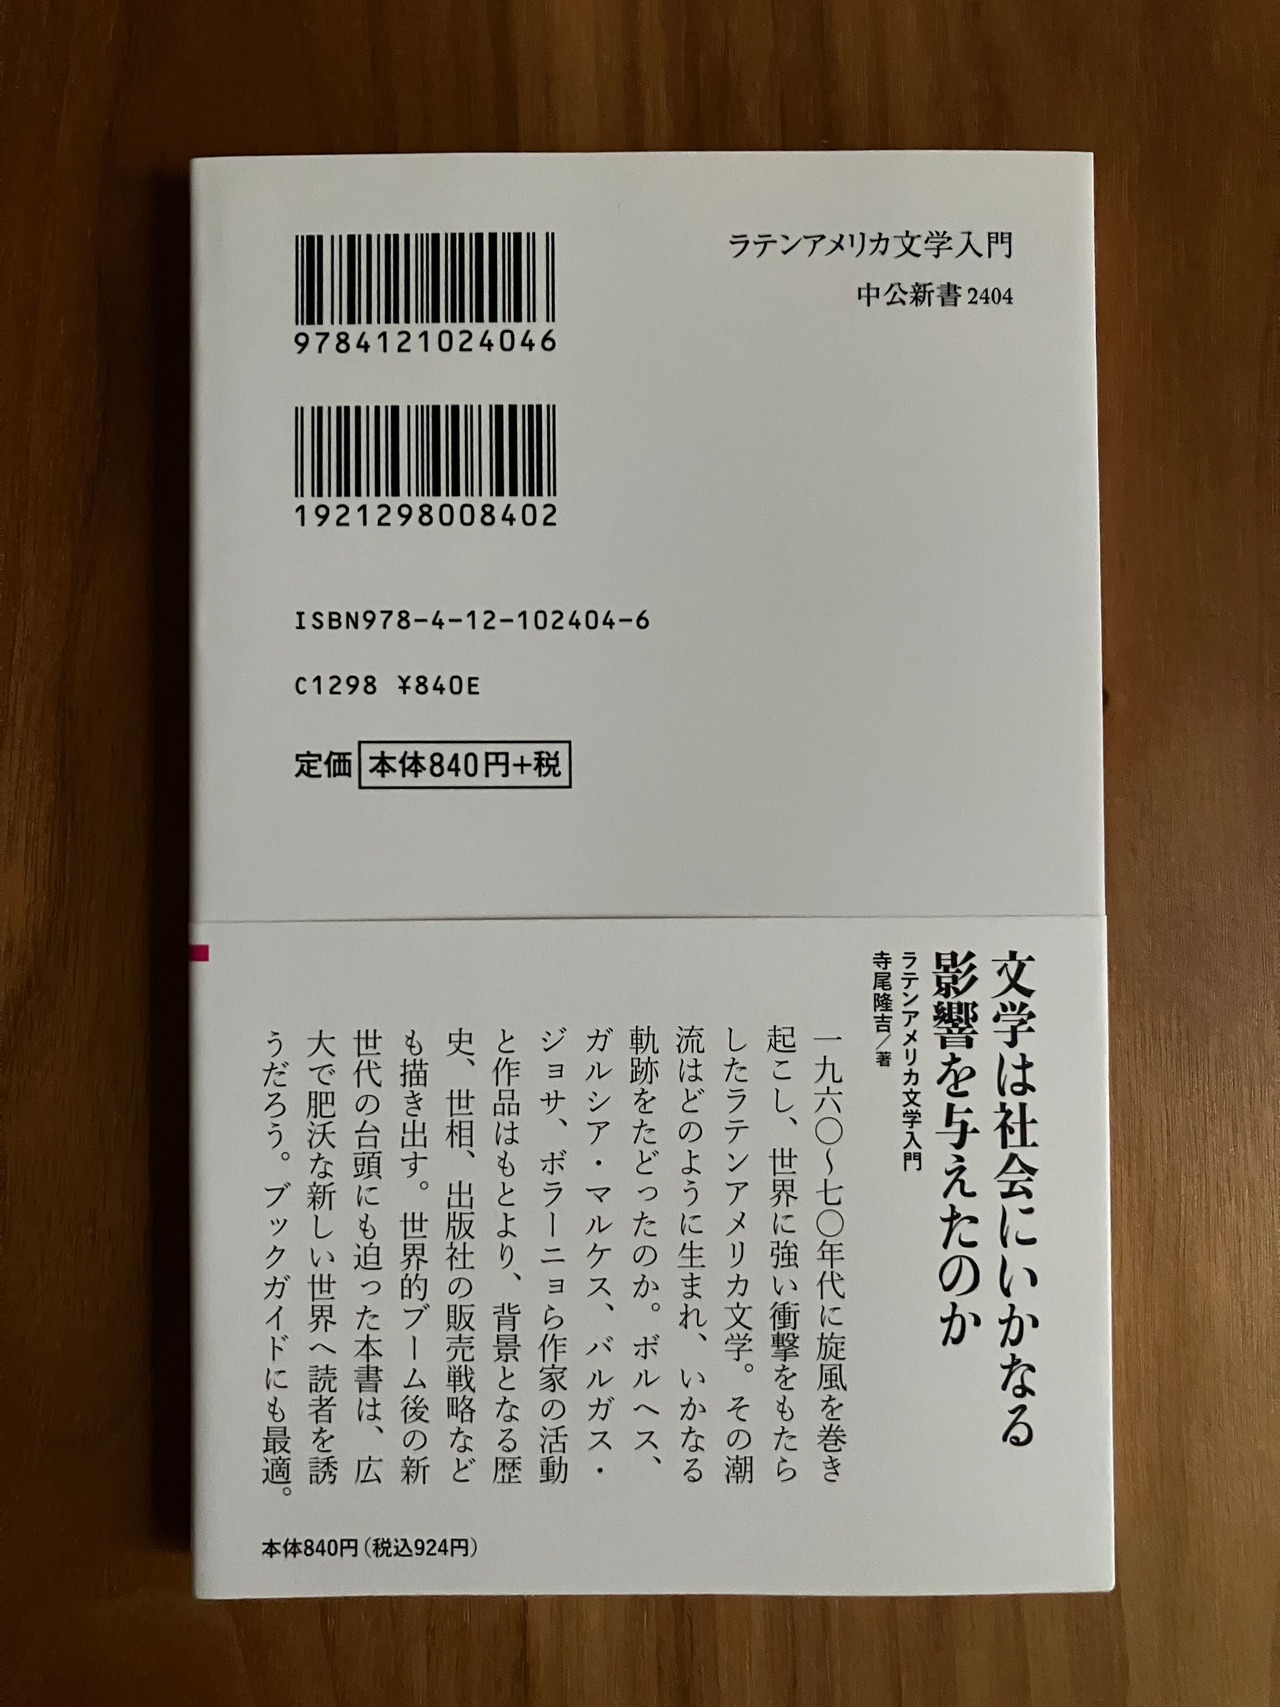 9784121024046
1921298008402
ISBN978-4-12-102404-6
C1298 ¥840E
定価 本体840円+税
ラテンアメリカ文学入門
中公新書2404
文学は社会にいかなる
影響を与えたのか
ラテンアメリカ文学入門
寺尾隆吉/著
一九六〇〜七〇年代に旋風を巻き
起こし、世界に強い衝撃をもたら
したラテンアメリカ文学。その潮
流はどのように生まれ、いかなる
軌跡をたどったのか。ボルヘス、
ガルシア・マルケス、バルガス・
ジョサ、ボラーニョら作家の活動
と作品はもとより、背景となる歴
史、世相、出版社の販売戦略など
も描き出す。世界的ブーム後の新
世代の台頭にも迫った本書は、広
大で肥沃な新しい世界へ読者を誘
うだろう。ブックガイドにも最適。
本体840円(税込924円)